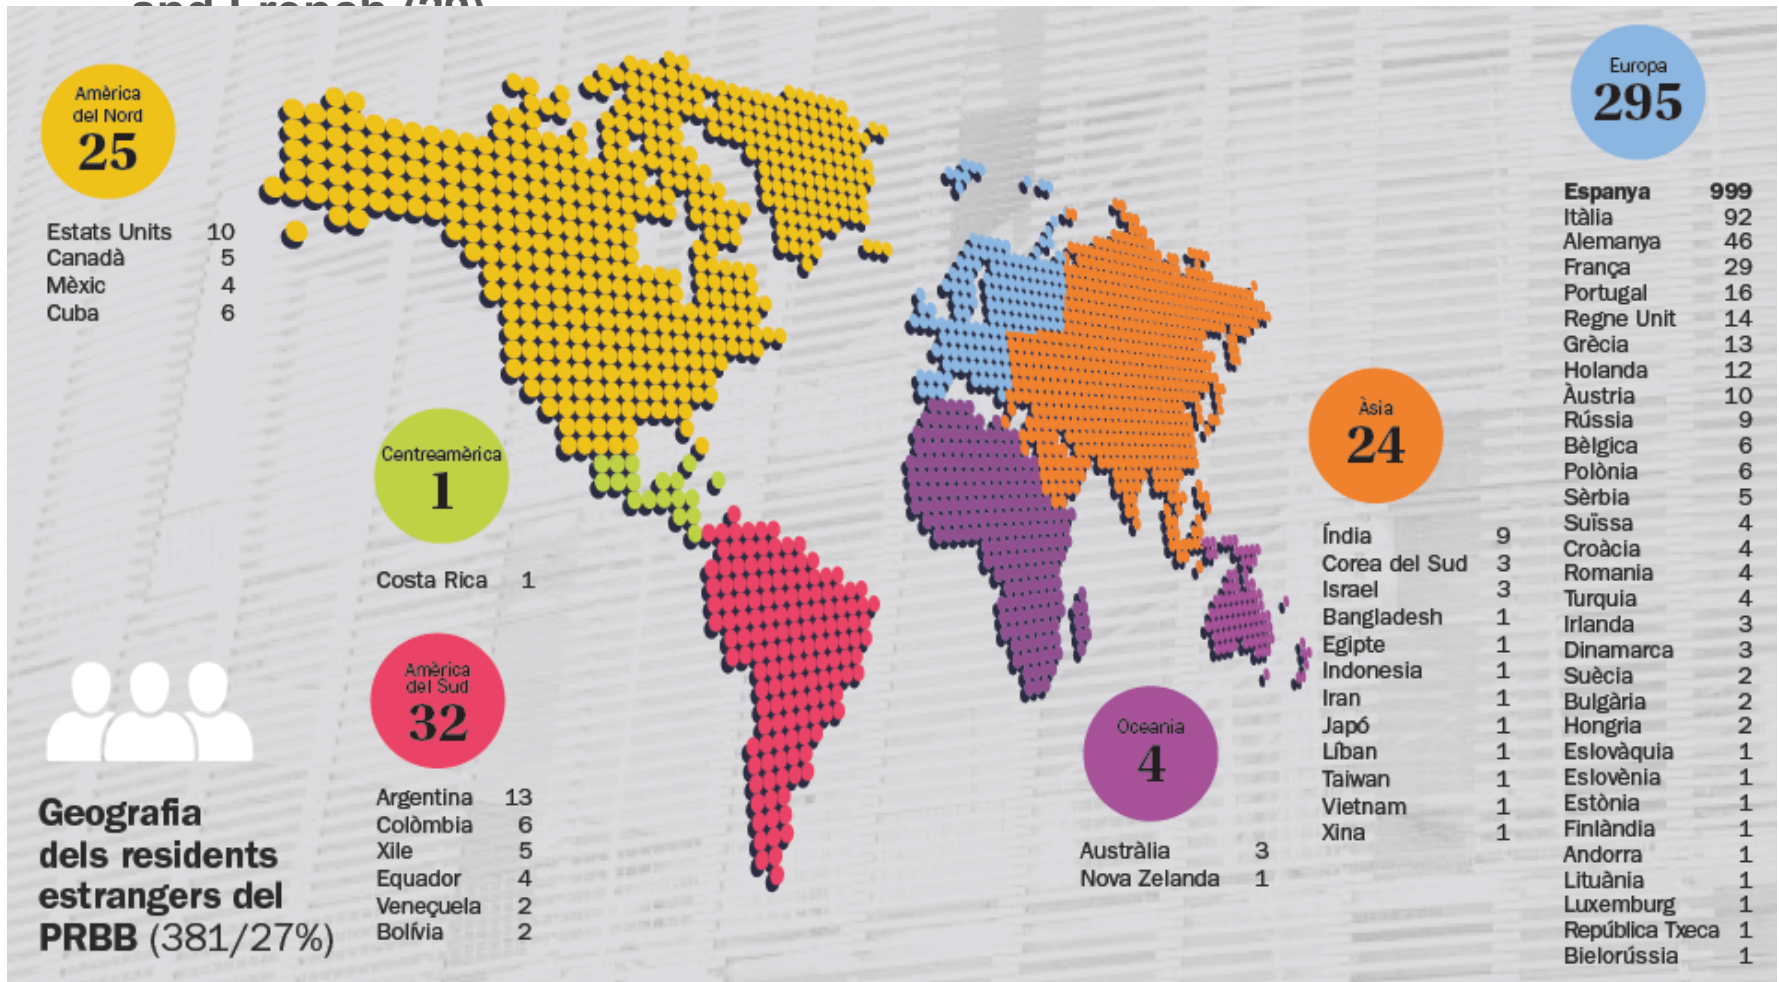 and French (29)
Amèrica
del Nord
25
Estats Units 10
Canadà 5
Mèxic 4
Cuba 6
Centreamèrica
1
Costa Rica 1
Amèrica
del Sud
32
Argentina 13
Colòmbia 6
Xile 5
Equador 4
Veneçuela 2
Bolívia 2
Geografia
dels residents
estrangers del
PRBB (381/27%)
Oceania
4
Austràlia 3
Nova Zelanda 1
Àsia
24
Índia 9
Corea del Sud 3
Israel 3
Bangladesh 1
Egipte 1
Indonesia 1
Iran 1
Japó 1
Líban 1
Taiwan 1
Vietnam 1
Xina 1
Europa
295
Espanya 999
Itàlia 92
Alemanya 46
França 29
Portugal 16
Regne Unit 14
Grècia 13
Holanda 12
Àustria 10
Rússia 9
Bèlgica 6
Polònia 6
Sèrbia 5
Suïssa 4
Croàcia 4
Romania 4
Turquia 4
Irlanda 3
Dinamarca 3
Suècia 2
Bulgària 2
Hongria 2
Eslovàquia 1
Eslovènia 1
Estònia 1
Finlàndia 1
Andorra 1
Lituània 1
Luxemburg 1
República Txeca 1
Bielorússia 1